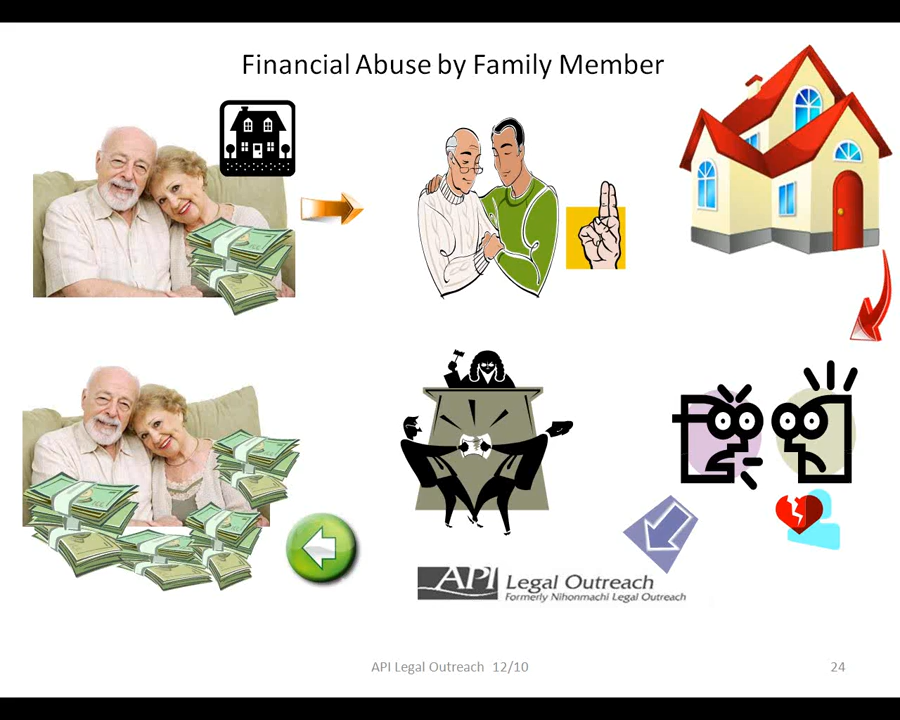 Financial Abuse by Family Member
API Legal Outreach
Formerly Nihonmachi Legal Outreach
API Legal Outreach 12/10
24